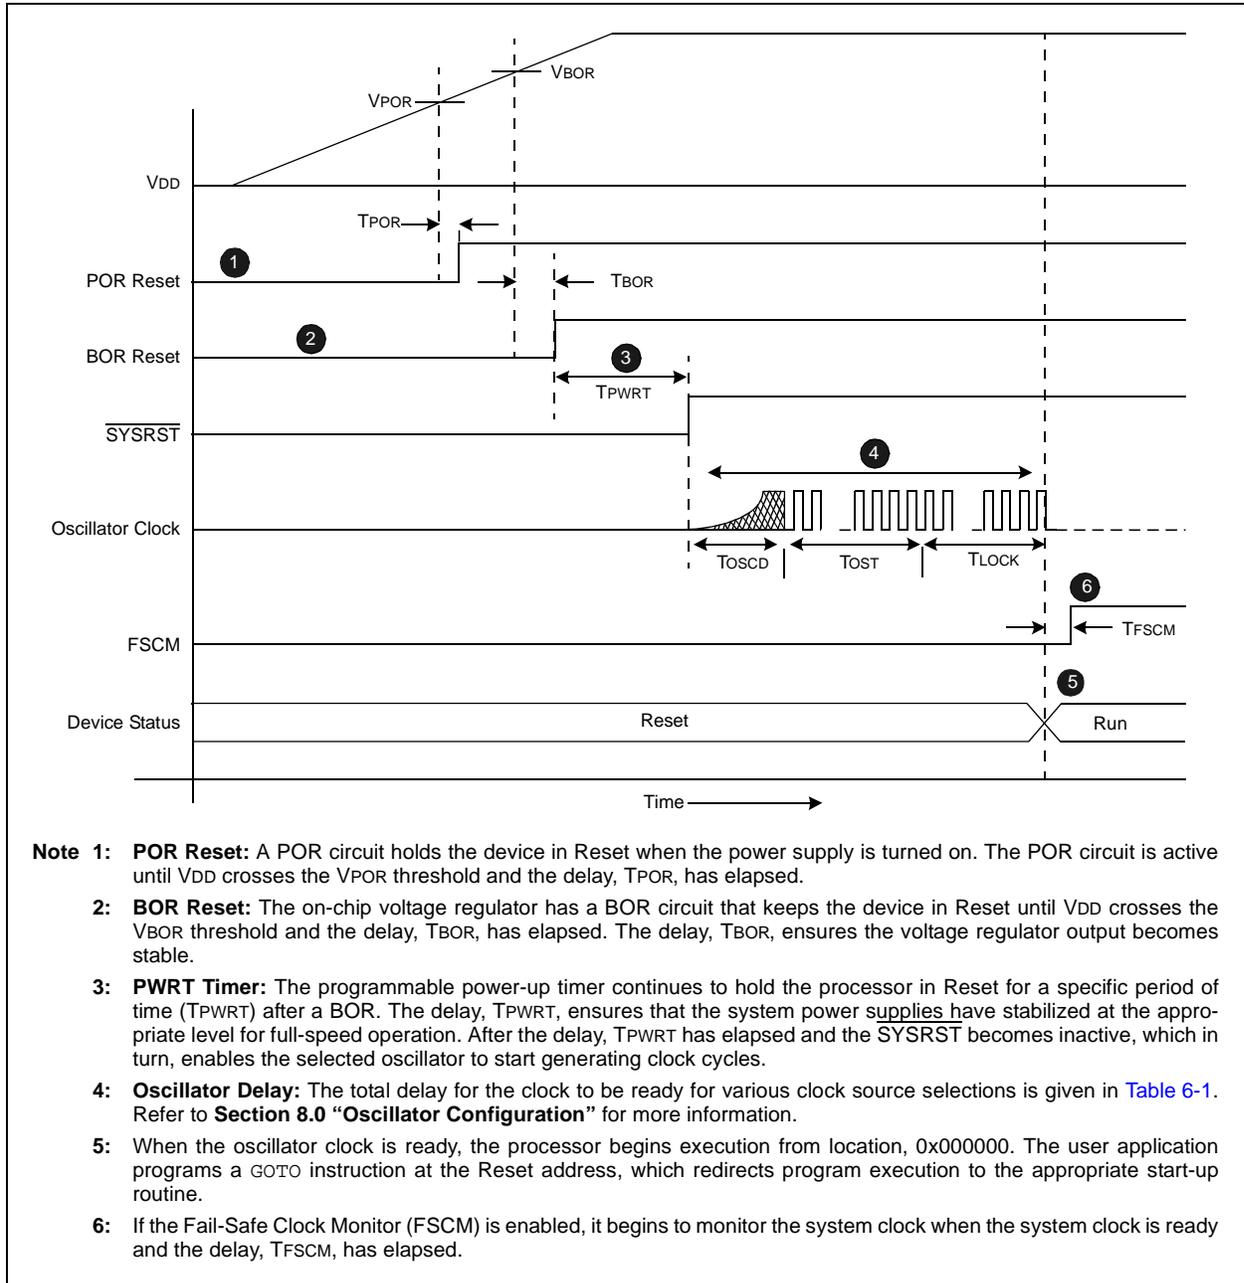 VBOR
VPOR
VDD
TPOR
1
POR Reset
TBOR
2
BOR Reset
3
TPWRT
SYSRST
4
Oscillator Clock
TOSCD
TOST
TLOCK
6
FSCM
TFSCM
5
Device Status
Reset
Run
Time
Note 1: POR Reset: A POR circuit holds the device in Reset when the power supply is turned on. The POR circuit is active
until VDD crosses the VPOR threshold and the delay, TPOR, has elapsed.
2: BOR Reset: The on-chip voltage regulator has a BOR circuit that keeps the device in Reset until VDD crosses the
VBOR threshold and the delay, TBOR, has elapsed. The delay, TBOR, ensures the voltage regulator output becomes
stable.
3: PWRT Timer: The programmable power-up timer continues to hold the processor in Reset for a specific period of
time (TPWRT) after a BOR. The delay, TPWRT, ensures that the system power supplies have stabilized at the appro-
priate level for full-speed operation. After the delay, TPWRT has elapsed and the SYSRST becomes inactive, which in
turn, enables the selected oscillator to start generating clock cycles.
4: Oscillator Delay: The total delay for the clock to be ready for various clock source selections is given in Table 6-1.
Refer to Section 8.0 “Oscillator Configuration” for more information.
5: When the oscillator clock is ready, the processor begins execution from location, 0x000000. The user application
programs a GOTO instruction at the Reset address, which redirects program execution to the appropriate start-up
routine.
6: If the Fail-Safe Clock Monitor (FSCM) is enabled, it begins to monitor the system clock when the system clock is ready
and the delay, TFSCM, has elapsed.